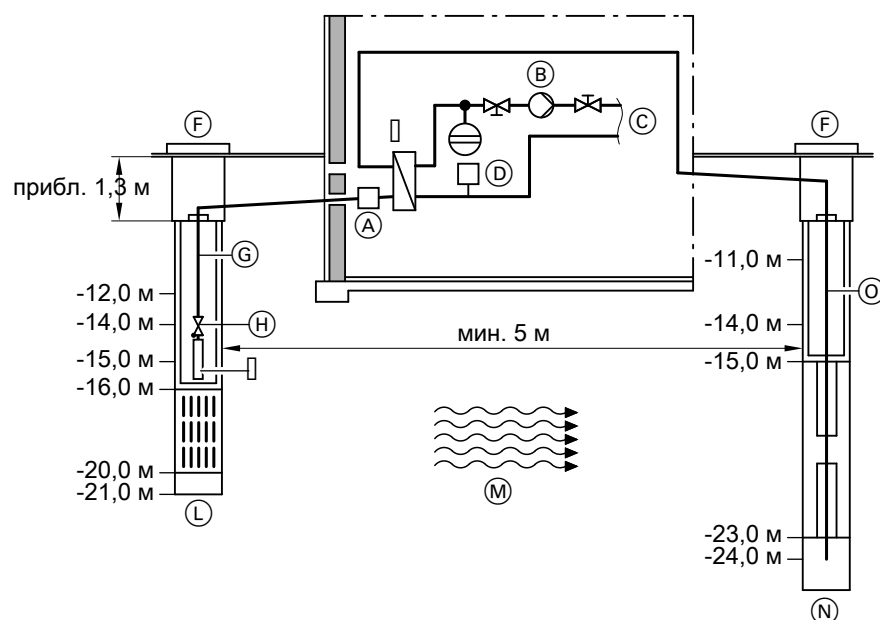 B
F
F
C
D
прибл. 1,3 м
A
G
-11,0 м
O
-12,0 м
-14,0 м
H
-14,0 м
мин. 5 м
-15,0 м
-15,0 м
-16,0 м
-20,0 м
-21,0 м
M
L
-23,0 м
-24,0 м
N